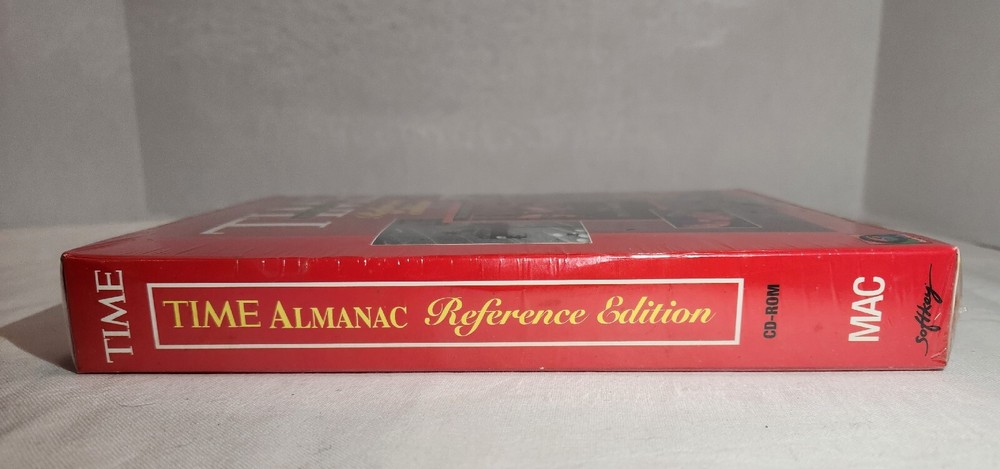 TIME
TIME ALMANAC Reference Edition
CD-ROM
MAC
Softkey